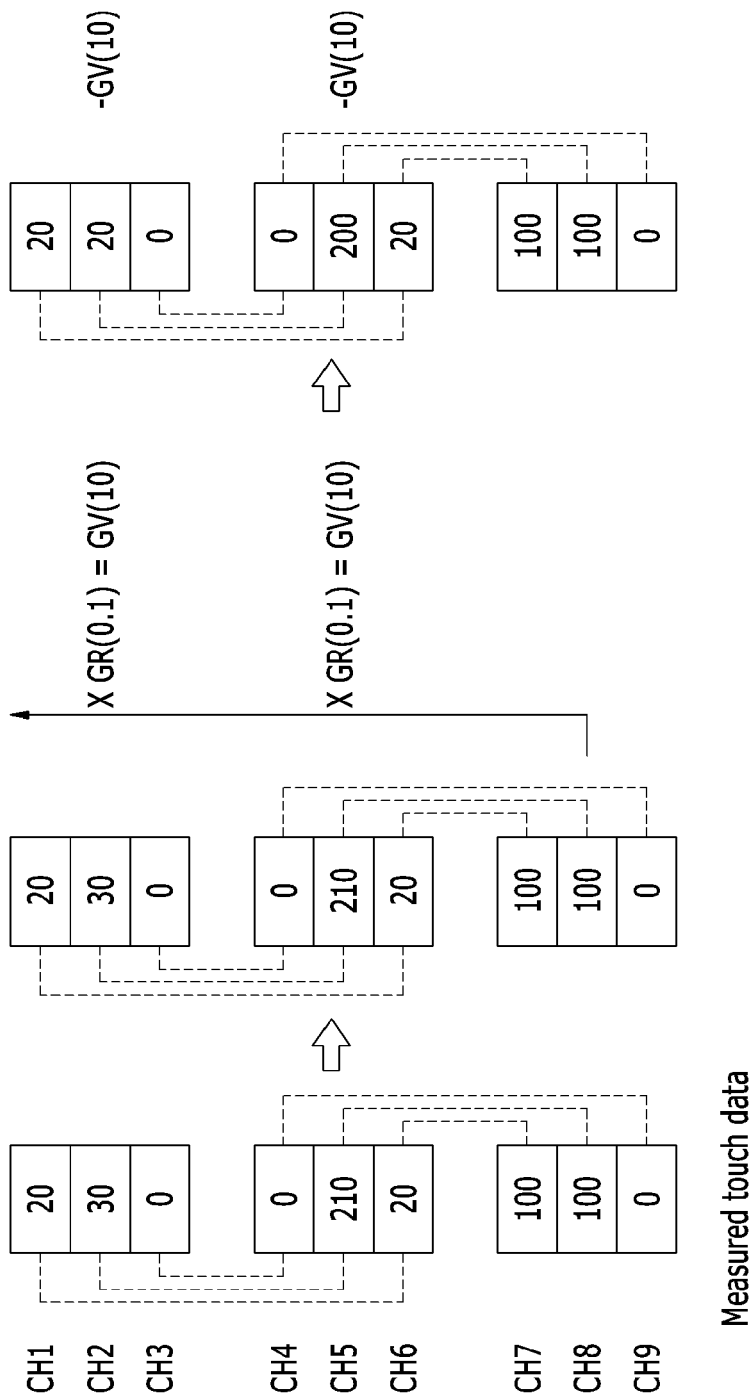 CH1 20 20 20
CH2 30 30 X GR(0.1) = GV(10) 20 -GV(10)
CH3 0 0 0
CH4 0 0 0
CH5 210 210 X GR(0.1) = GV(10) 200 -GV(10)
CH6 20 20 20
CH7 100 100 100
CH8 100 100 100
CH9 0 0 0
Measured touch data